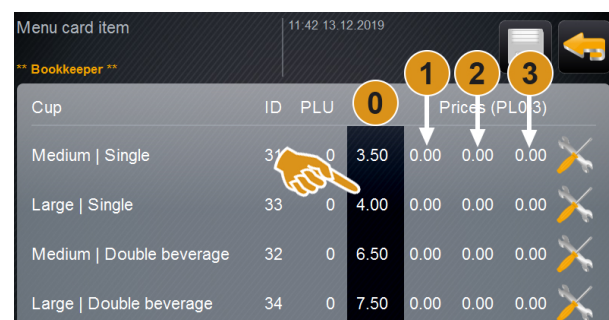 Menu card item
11:42 13.12.2019
** Bookkeeper **
1 2 3
Cup ID PLU 0 Prices (PL0-3)
Medium | Single 31 0 3.50 0.00 0.00 0.00
Large | Single 33 0 4.00 0.00 0.00 0.00
Medium | Double beverage 32 0 6.50 0.00 0.00 0.00
Large | Double beverage 34 0 7.50 0.00 0.00 0.00